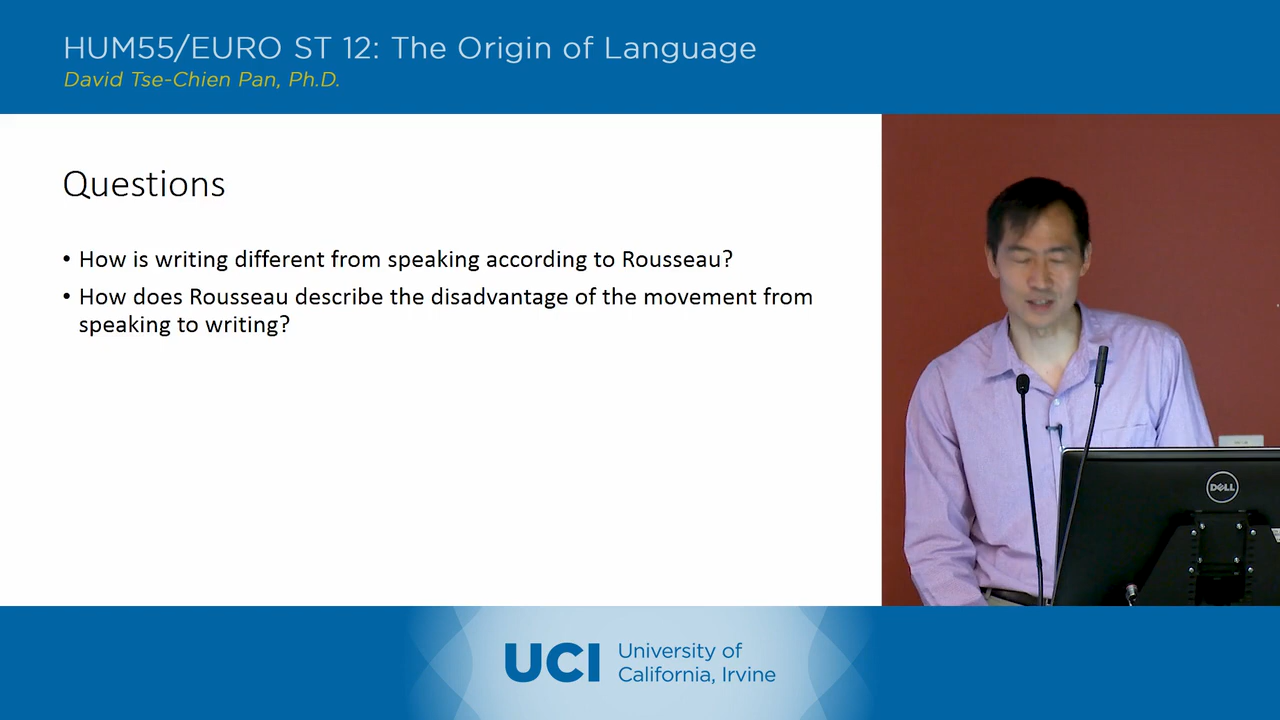 HUM55/EURO ST 12: The Origin of Language
David Tse-Chien Pan, Ph.D.
Questions
• How is writing different from speaking according to Rousseau?
• How does Rousseau describe the disadvantage of the movement from
speaking to writing?
DELL
UCI University of
California, Irvine